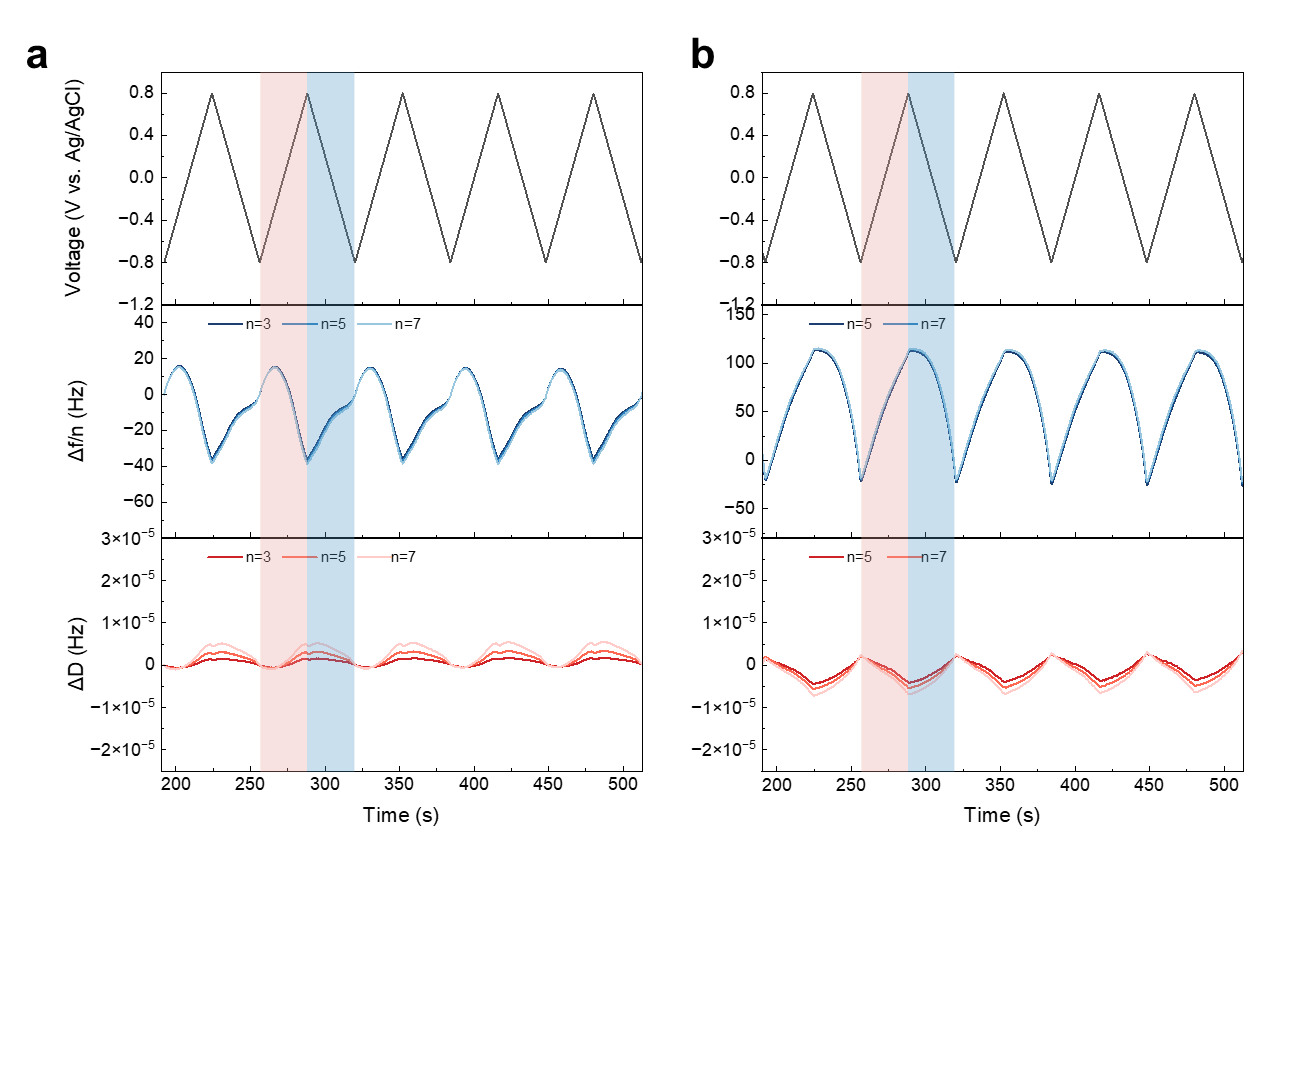 a
b
Voltage (V vs. Ag/AgCl)
0.8
0.4
0.0
−0.4
−0.8
−1.2
0.8
0.4
0.0
−0.4
−0.8
−1.2
Δf/n (Hz)
40
20
0
−20
−40
−60
n=3 n=5 n=7
150
100
50
0
−50
n=5 n=7
ΔD (Hz)
3×10⁻⁵
2×10⁻⁵
1×10⁻⁵
0
−1×10⁻⁵
−2×10⁻⁵
n=3 n=5 n=7
3×10⁻⁵
2×10⁻⁵
1×10⁻⁵
0
−1×10⁻⁵
−2×10⁻⁵
n=5 n=7
200 250 300 350 400 450 500
Time (s)
200 250 300 350 400 450 500
Time (s)